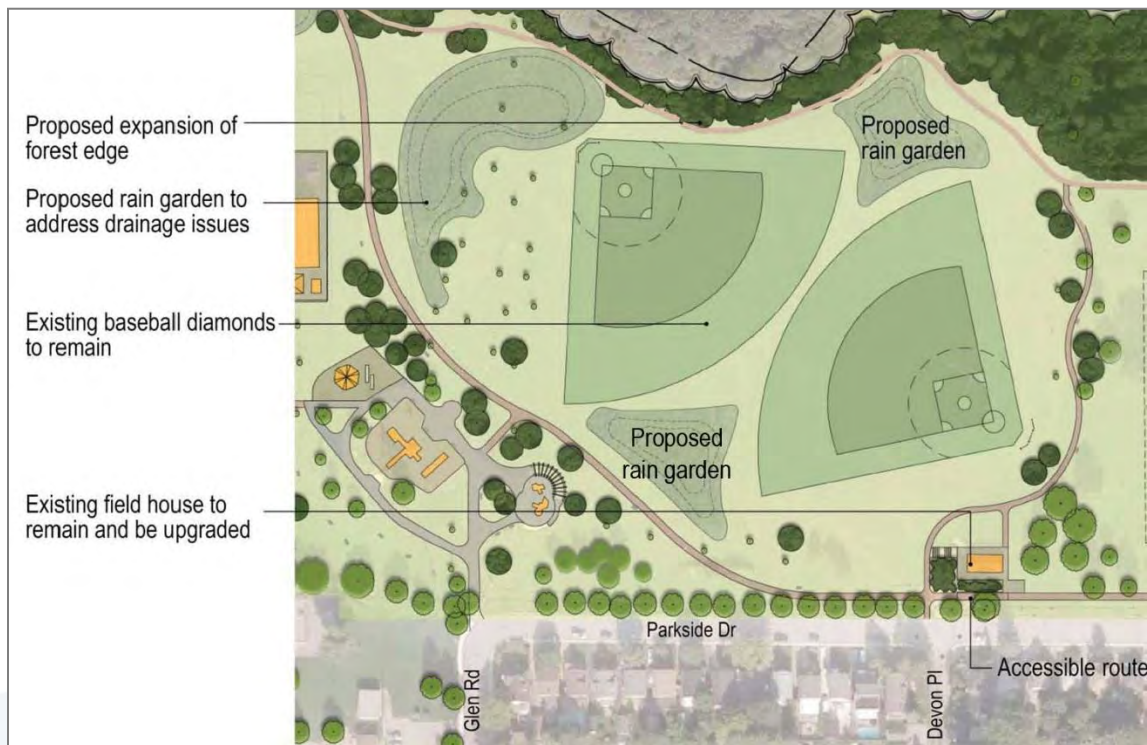 Proposed expansion of
forest edge
Proposed rain garden to
address drainage issues
Existing baseball diamonds
to remain
Existing field house to
remain and be upgraded
Proposed
rain garden
Proposed
rain garden
Parkside Dr
Glen Rd
Devon Pl
Accessible route